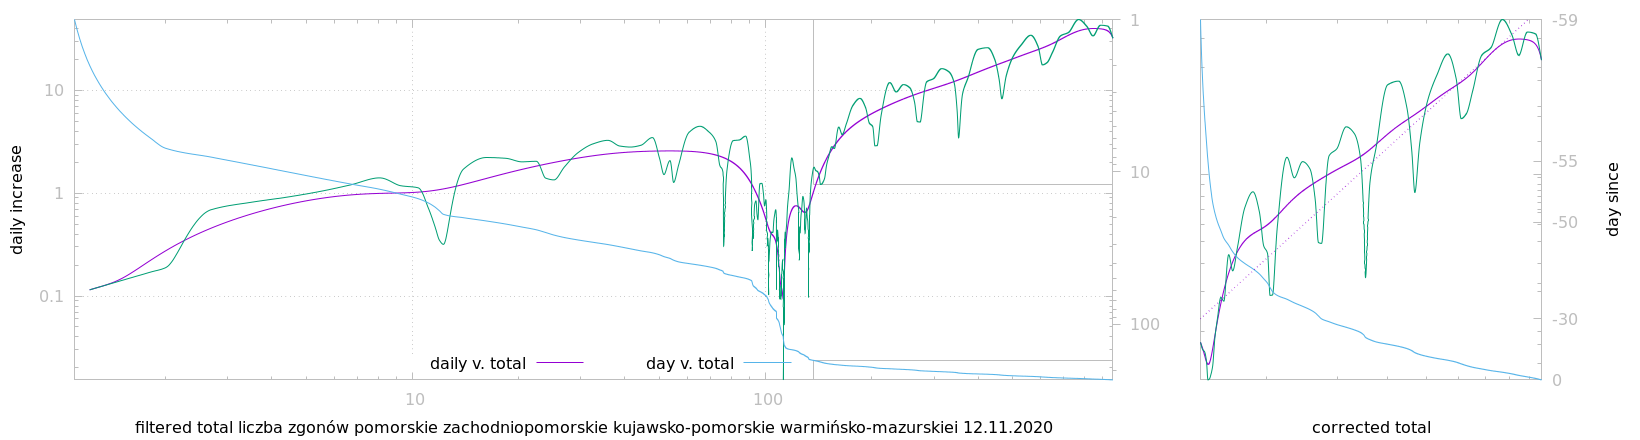 1
-59
10
10
-55
1
-50
daily increase
day since
0.1
-30
100
daily v. total
day v. total
0
10
100
filtered total liczba zgonów pomorskie zachodniopomorskie kujawsko-pomorskie warmińsko-mazurskiei 12.11.2020
corrected total